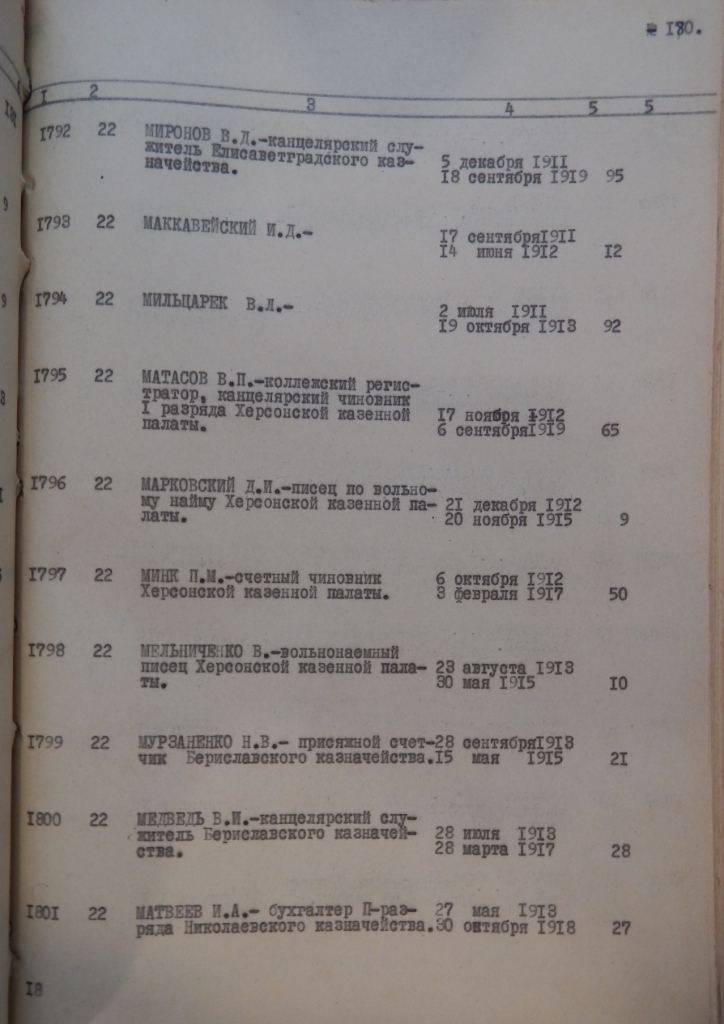 180.
1 2 3 4 5 5
1792 22 МИРОНОВ В.Д.-канцелярский слу-
житель Елисаветградского каз- 5 декабря 1911
начейства. 18 сентября 1919 95
1793 22 МАККАВЕЙСКИЙ И.Д.- 17 сентября1911
14 июня 1912 12
1794 22 МИЛЬЦАРЕК В.Л.- 2 июля 1911
19 октября 1913 92
1795 22 МАТАСОВ В.П.-коллежский регис-
тратор, канцелярский чиновник
I разряда Херсонской казенной 17 ноября 1912
палаты. 6 сентября1919 65
1796 22 МАРКОВСКИЙ Д.И.-писец по вольно-
му найму Херсонской казенной па- 21 декабря 1912
латы. 20 ноября 1915 9
1797 22 МИНК П.М.-счетный чиновник 6 октября 1912
Херсонской казенной палаты. 3 февраля 1917 50
1798 22 МЕЛЬНИЧЕНКО В.-вольнонаемный
писец Херсонской казенной пала- 23 августа 1913
ты. 30 мая 1915 10
1799 22 МУРЗАНЕНКО Н.В.- присяжной счет- 28 сентября1913
чик Бериславского казначейства. 15 мая 1915 21
1800 22 МЕДВЕДЬ В.И.-канцелярский слу-
житель Бериславского казначей- 28 июля 1913
ства. 28 марта 1917 28
1801 22 МАТВЕЕВ И.А.- бухгалтер П-раз- 27 мая 1913
ряда Николаевского казначейства. 30 октября 1918 27
18